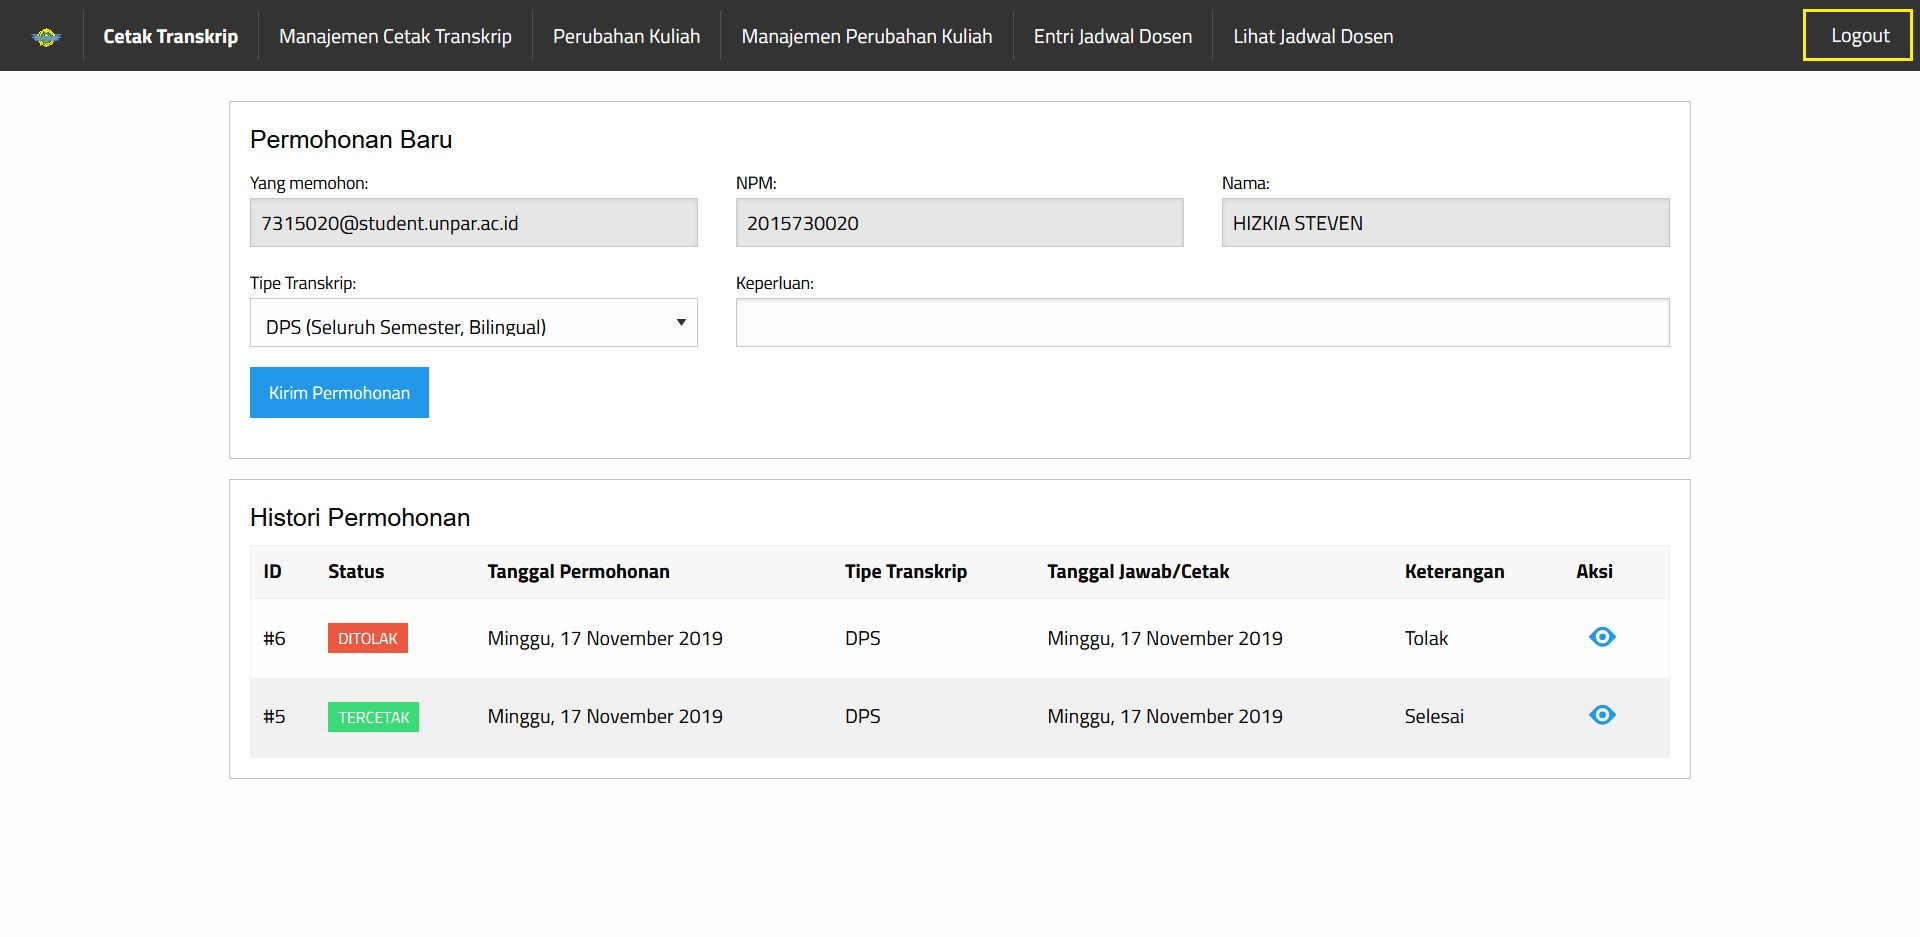 Cetak Transkrip Manajemen Cetak Transkrip Perubahan Kuliah Manajemen Perubahan Kuliah Entri Jadwal Dosen Lihat Jadwal Dosen Logout
Permohonan Baru
Yang memohon: NPM: Nama:
7315020@student.unpar.ac.id 2015730020 HIZKIA STEVEN
Tipe Transkrip: Keperluan:
DPS (Seluruh Semester, Bilingual)
Kirim Permohonan
Histori Permohonan
ID Status Tanggal Permohonan Tipe Transkrip Tanggal Jawab/Cetak Keterangan Aksi
#6 DITOLAK Minggu, 17 November 2019 DPS Minggu, 17 November 2019 Tolak
#5 TERCETAK Minggu, 17 November 2019 DPS Minggu, 17 November 2019 Selesai